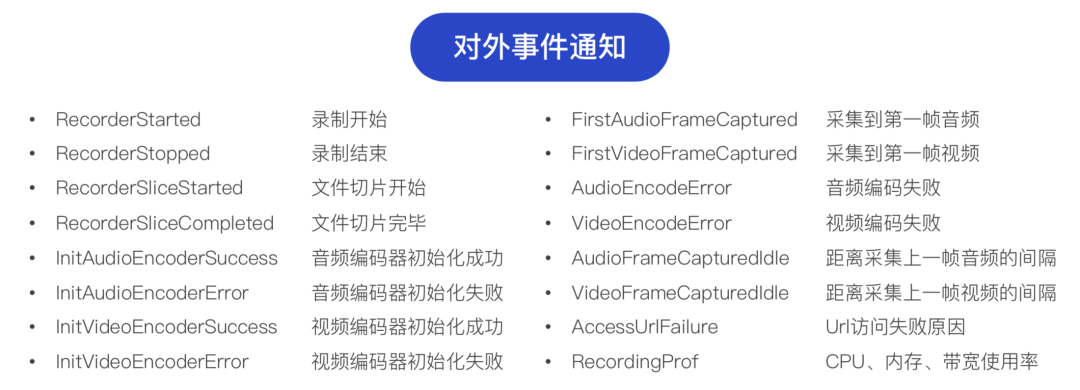 对外事件通知
• RecorderStarted 录制开始
• RecorderStopped 录制结束
• RecorderSliceStarted 文件切片开始
• RecorderSliceCompleted 文件切片完毕
• InitAudioEncoderSuccess 音频编码器初始化成功
• InitAudioEncoderError 音频编码器初始化失败
• InitVideoEncoderSuccess 视频编码器初始化成功
• InitVideoEncoderError 视频编码器初始化失败
• FirstAudioFrameCaptured 采集到第一帧音频
• FirstVideoFrameCaptured 采集到第一帧视频
• AudioEncodeError 音频编码失败
• VideoEncodeError 视频编码失败
• AudioFrameCapturedIdle 距离采集上一帧音频的间隔
• VideoFrameCapturedIdle 距离采集上一帧视频的间隔
• AccessUrlFailure Url访问失败原因
• RecordingProf CPU、内存、带宽使用率